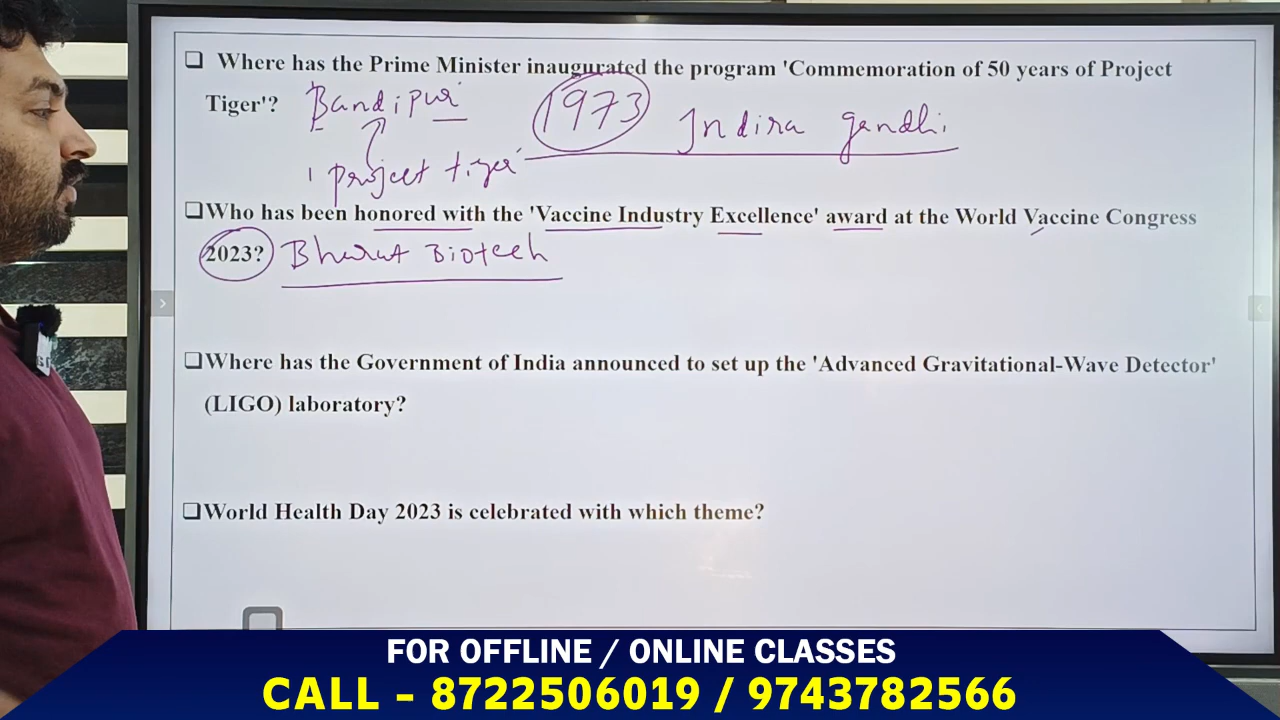 ❑ Where has the Prime Minister inaugurated the program 'Commemoration of 50 years of Project
Tiger'? Bandipur 1973 Indira gandhi
1 project tiger
❑Who has been honored with the 'Vaccine Industry Excellence' award at the World Vaccine Congress
2023? Bharat Biotech
❑Where has the Government of India announced to set up the 'Advanced Gravitational-Wave Detector'
(LIGO) laboratory?
❑World Health Day 2023 is celebrated with which theme?
FOR OFFLINE / ONLINE CLASSES
CALL – 8722506019 / 9743782566